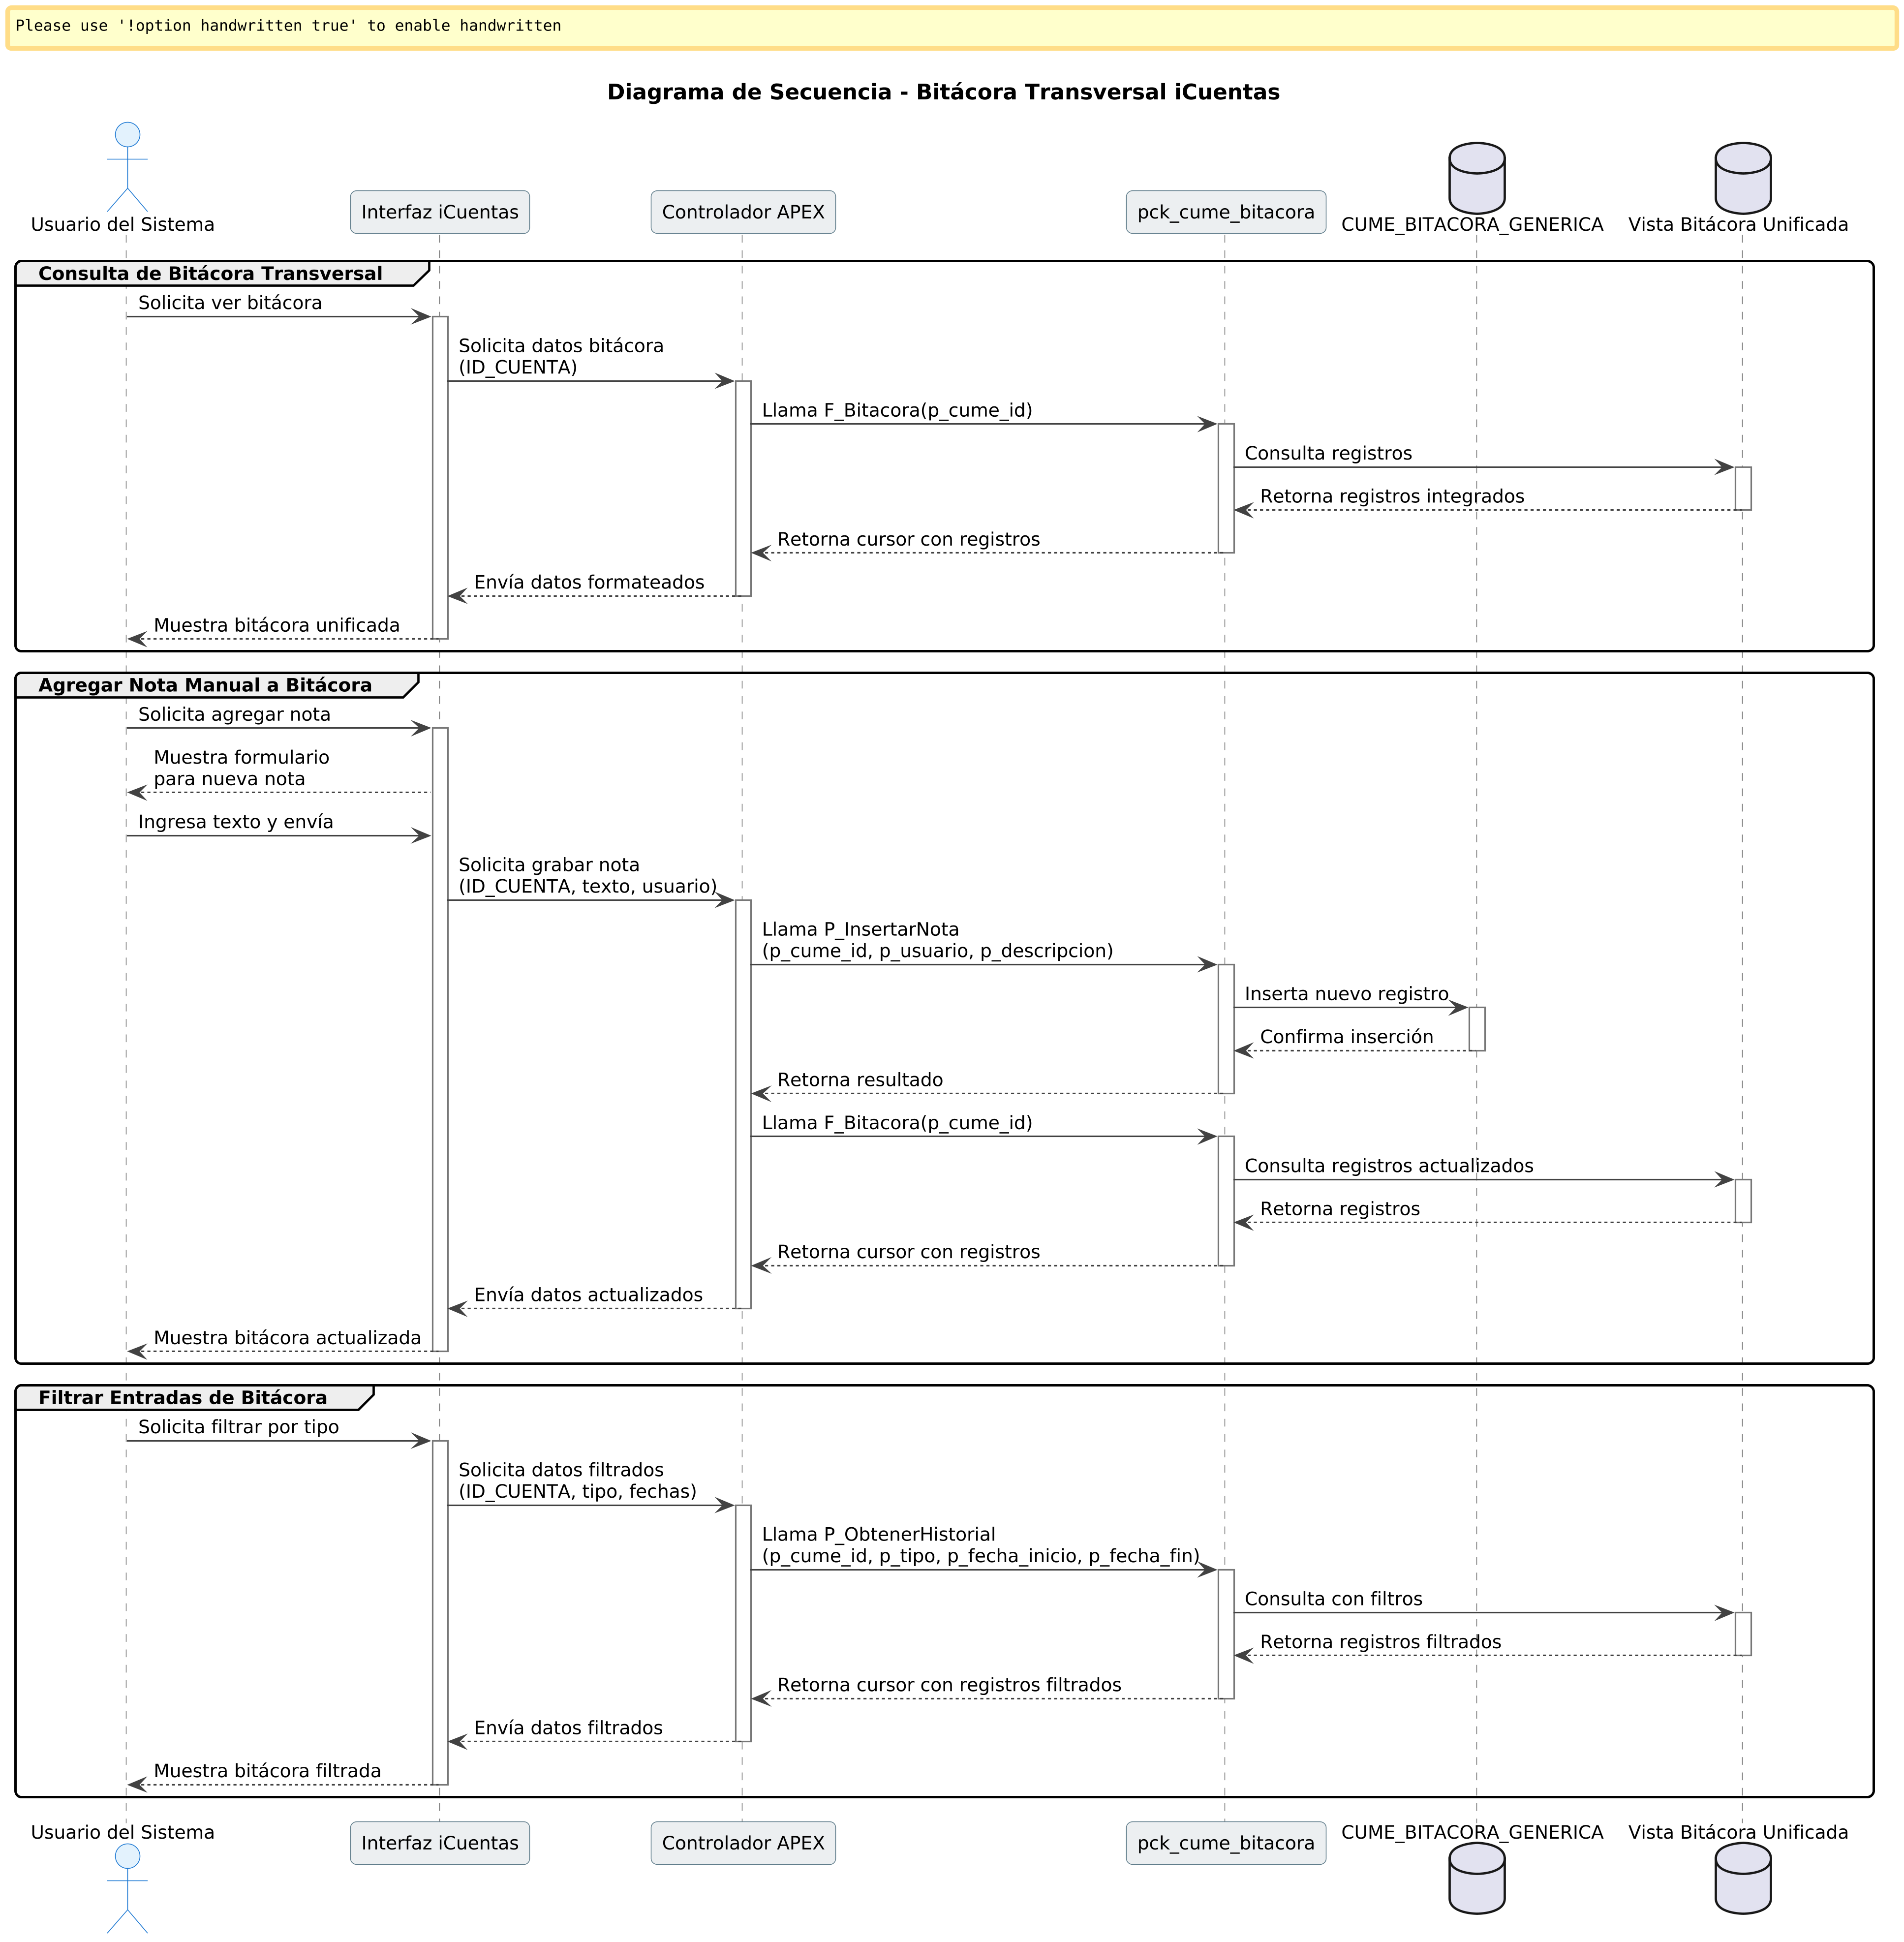 Please use '!option handwritten true' to enable handwritten
Diagrama de Secuencia - Bitácora Transversal iCuentas
Usuario del Sistema
Interfaz iCuentas
Controlador APEX
pck_cume_bitacora
CUME_BITACORA_GENERICA
Vista Bitácora Unificada
Consulta de Bitácora Transversal
Solicita ver bitácora
Solicita datos bitácora
(ID_CUENTA)
Llama F_Bitacora(p_cume_id)
Consulta registros
Retorna registros integrados
Retorna cursor con registros
Envía datos formateados
Muestra bitácora unificada
Agregar Nota Manual a Bitácora
Solicita agregar nota
Muestra formulario
para nueva nota
Ingresa texto y envía
Solicita grabar nota
(ID_CUENTA, texto, usuario)
Llama P_InsertarNota
(p_cume_id, p_usuario, p_descripcion)
Inserta nuevo registro
Confirma inserción
Retorna resultado
Llama F_Bitacora(p_cume_id)
Consulta registros actualizados
Retorna registros
Retorna cursor con registros
Envía datos actualizados
Muestra bitácora actualizada
Filtrar Entradas de Bitácora
Solicita filtrar por tipo
Solicita datos filtrados
(ID_CUENTA, tipo, fechas)
Llama P_ObtenerHistorial
(p_cume_id, p_tipo, p_fecha_inicio, p_fecha_fin)
Consulta con filtros
Retorna registros filtrados
Retorna cursor con registros filtrados
Envía datos filtrados
Muestra bitácora filtrada
Usuario del Sistema
Interfaz iCuentas
Controlador APEX
pck_cume_bitacora
CUME_BITACORA_GENERICA
Vista Bitácora Unificada